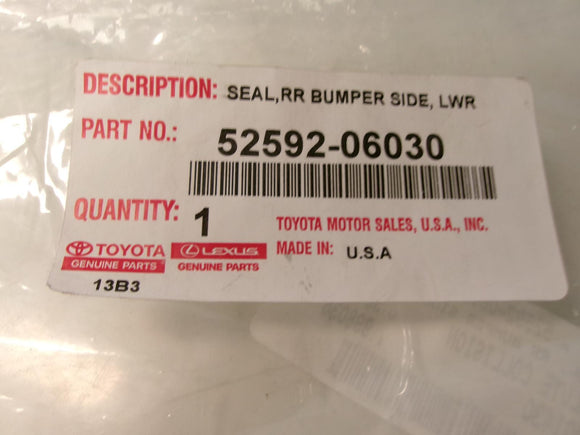 DESCRIPTION: SEAL,RR BUMPER SIDE, LWR
PART NO.: 52592-06030
QUANTITY: 1
TOYOTA MOTOR SALES, U.S.A., INC.
MADE IN: U.S.A
TOYOTA
GENUINE PARTS
LEXUS
GENUINE PARTS
13B3